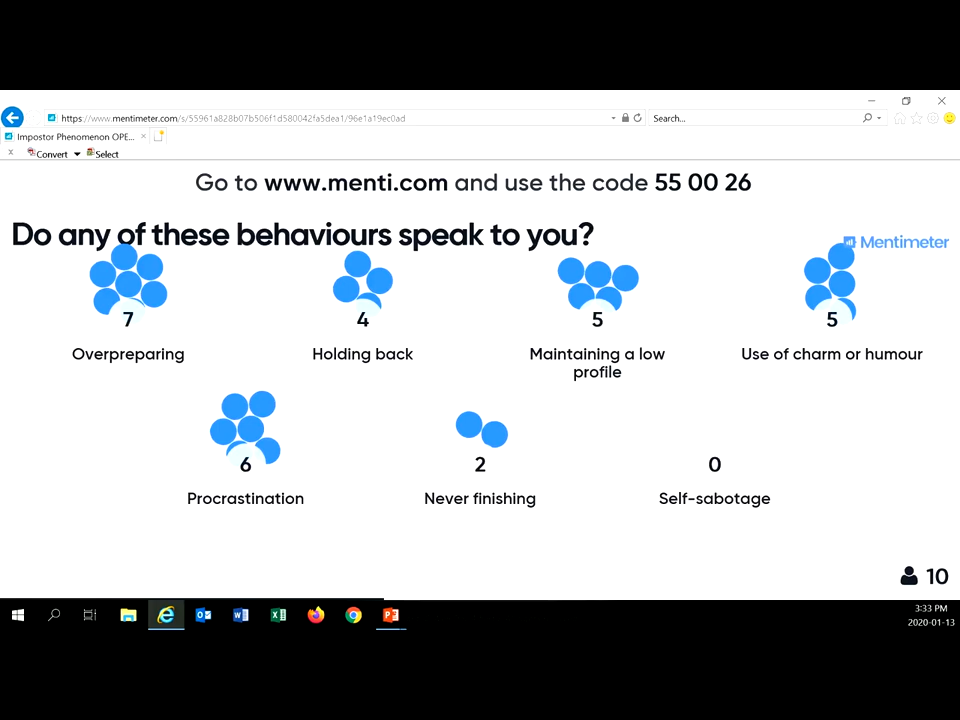 https://www.mentimeter.com/s/55961a828b07b506f1d580042fa5dea1/96e1a19ec0ad
Search...
Impostor Phenomenon OPE...
x Convert Select
Go to www.menti.com and use the code 55 00 26
Do any of these behaviours speak to you?
Mentimeter
7 4 5 5
Overpreparing Holding back Maintaining a low profile Use of charm or humour
6 2 0
Procrastination Never finishing Self-sabotage
10
3:33 PM
2020-01-13